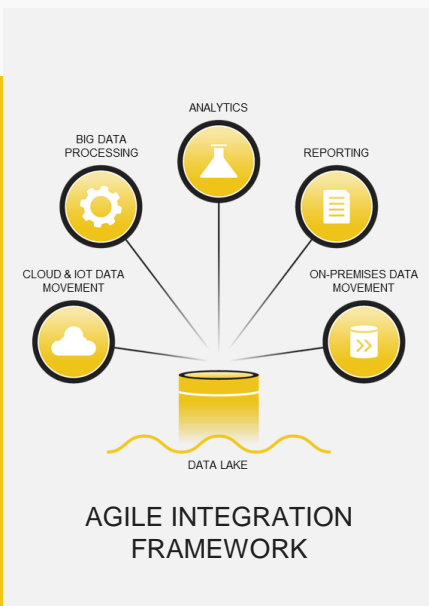 ANALYTICS
BIG DATA
PROCESSING
REPORTING
CLOUD & IOT DATA
MOVEMENT
ON-PREMISES DATA
MOVEMENT
DATA LAKE
AGILE INTEGRATION
FRAMEWORK